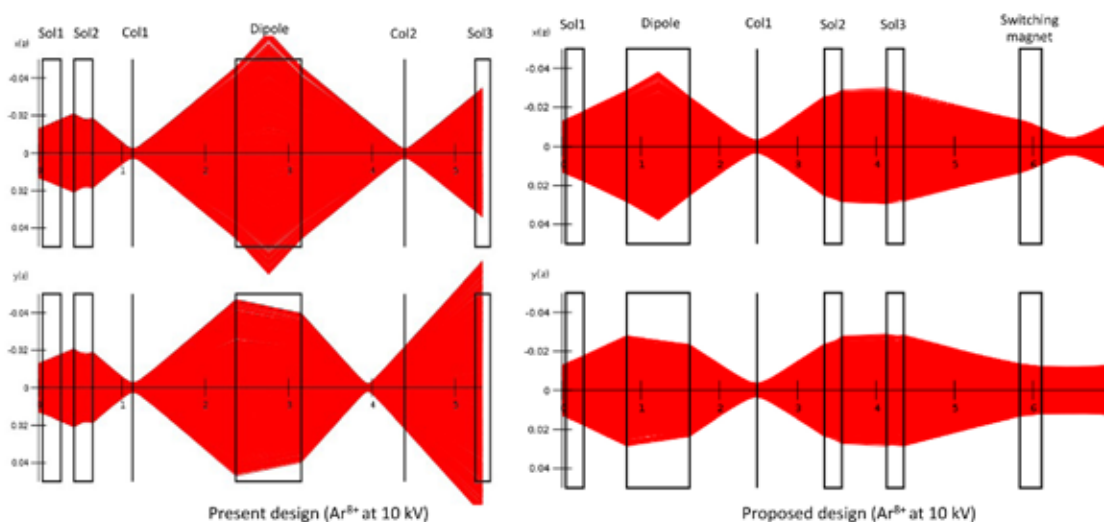 Sol1 Sol2 Col1 Dipole Col2 Sol3
x(z)
-0.04
-0.02
0
1 2 3 4 5
0.02
0.04
y(z)
-0.04
-0.02
0
1 2 3 4 5
0.02
0.04
Present design (Ar⁸⁺ at 10 kV)
Sol1 Dipole Col1 Sol2 Sol3 Switching
magnet
x(z)
-0.04
-0.02
0
0 1 2 3 4 5 6
0.02
0.04
y(z)
-0.04
-0.02
0
0 1 2 3 4 5 6
0.02
0.04
Proposed design (Ar⁸⁺ at 10 kV)